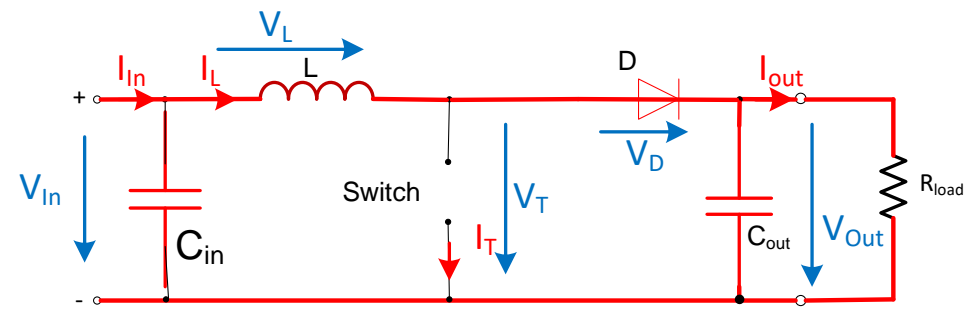 V_L
I_In
I_L
L
D
I_out
+
V_In
C_in
Switch
I_T
V_T
V_D
C_out
V_Out
R_load
-